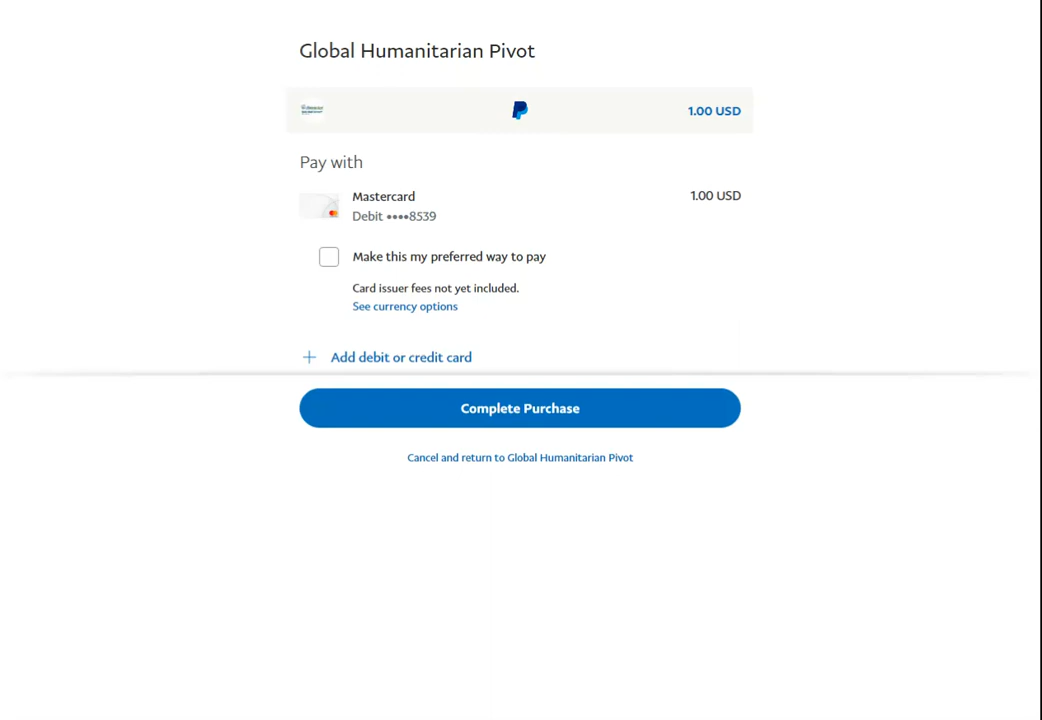 Global Humanitarian Pivot
1.00 USD
Pay with
Mastercard
1.00 USD
Debit ••••8539
Make this my preferred way to pay
Card issuer fees not yet included.
See currency options
Add debit or credit card
Complete Purchase
Cancel and return to Global Humanitarian Pivot